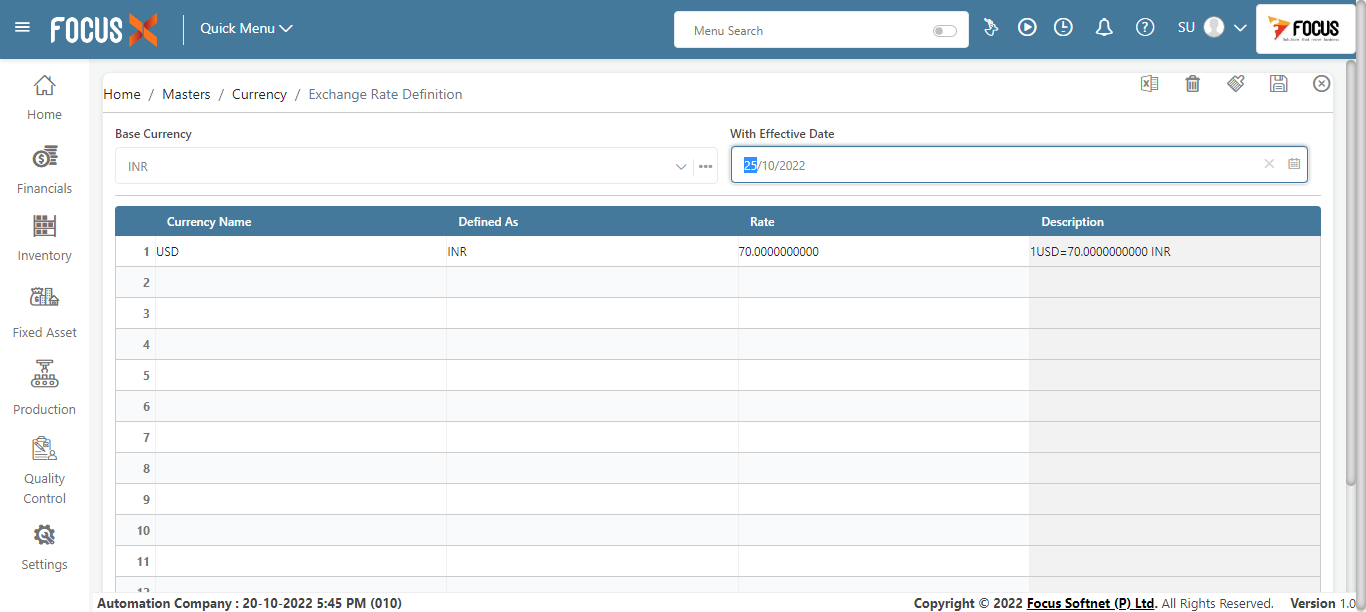 FOCUS X
Quick Menu
Menu Search
SU
FOCUS
Home / Masters / Currency / Exchange Rate Definition
Home
Financials
Inventory
Fixed Asset
Production
Quality
Control
Settings
Base Currency
With Effective Date
INR
25/10/2022
Currency Name Defined As Rate Description
1 USD INR 70.0000000000 1USD=70.0000000000 INR
2
3
4
5
6
7
8
9
10
11
12
Automation Company : 20-10-2022 5:45 PM (010)
Copyright © 2022 Focus Softnet (P) Ltd. All Rights Reserved. Version 1.0